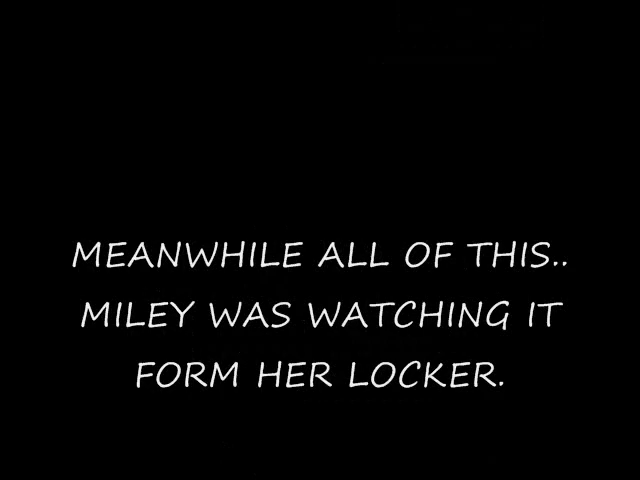 MEANWHILE ALL OF THIS..
MILEY WAS WATCHING IT
FORM HER LOCKER.